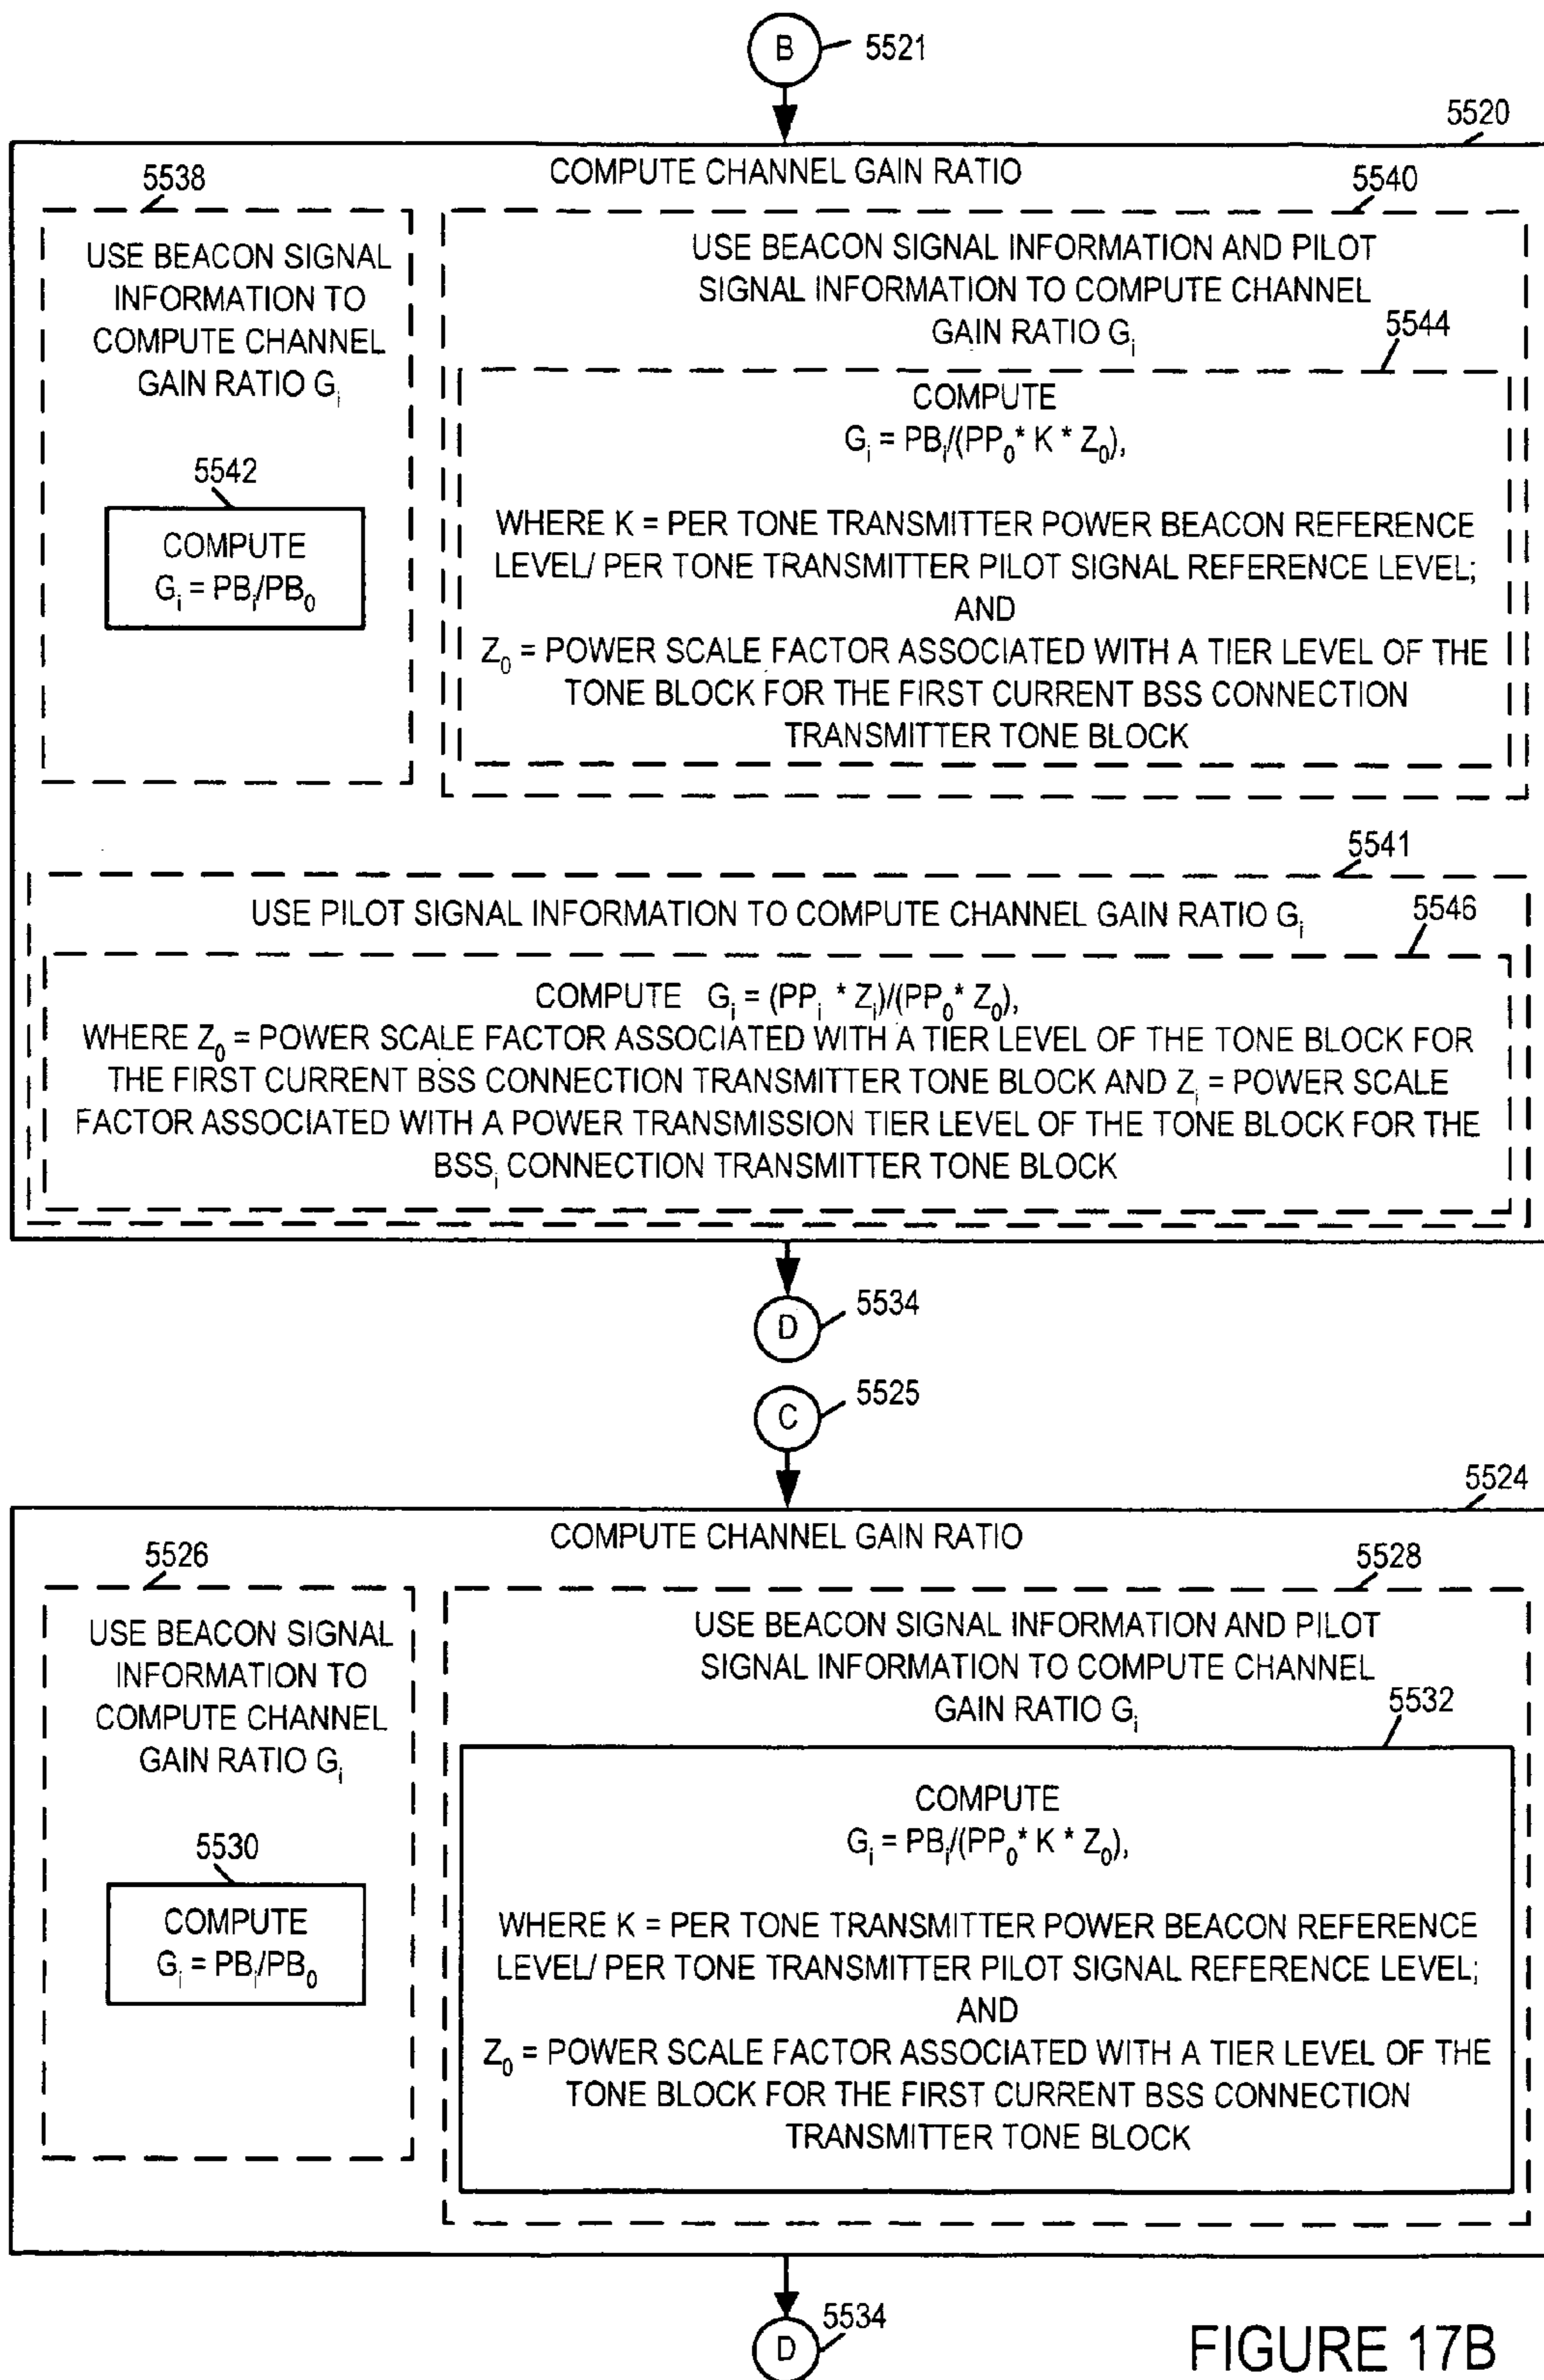 B
5521
5520
COMPUTE CHANNEL GAIN RATIO
5538
USE BEACON SIGNAL
INFORMATION TO
COMPUTE CHANNEL
GAIN RATIO Gᵢ
5542
COMPUTE
Gᵢ = PBᵢ/PB₀
5540
USE BEACON SIGNAL INFORMATION AND PILOT
SIGNAL INFORMATION TO COMPUTE CHANNEL
GAIN RATIO Gᵢ
5544
COMPUTE
Gᵢ = PBᵢ/(PP₀* K * Z₀),
WHERE K = PER TONE TRANSMITTER POWER BEACON REFERENCE
LEVEL/ PER TONE TRANSMITTER PILOT SIGNAL REFERENCE LEVEL;
AND
Z₀ = POWER SCALE FACTOR ASSOCIATED WITH A TIER LEVEL OF THE
TONE BLOCK FOR THE FIRST CURRENT BSS CONNECTION
TRANSMITTER TONE BLOCK
5541
USE PILOT SIGNAL INFORMATION TO COMPUTE CHANNEL GAIN RATIO Gᵢ
5546
COMPUTE Gᵢ = (PPᵢ * Zᵢ)/(PP₀* Z₀),
WHERE Z₀ = POWER SCALE FACTOR ASSOCIATED WITH A TIER LEVEL OF THE TONE BLOCK FOR
THE FIRST CURRENT BSS CONNECTION TRANSMITTER TONE BLOCK AND Zᵢ = POWER SCALE
FACTOR ASSOCIATED WITH A POWER TRANSMISSION TIER LEVEL OF THE TONE BLOCK FOR THE
BSSᵢ CONNECTION TRANSMITTER TONE BLOCK
D
5534
C
5525
5524
COMPUTE CHANNEL GAIN RATIO
5526
USE BEACON SIGNAL
INFORMATION TO
COMPUTE CHANNEL
GAIN RATIO Gᵢ
5530
COMPUTE
Gᵢ = PBᵢ/PB₀
5528
USE BEACON SIGNAL INFORMATION AND PILOT
SIGNAL INFORMATION TO COMPUTE CHANNEL
GAIN RATIO Gᵢ
5532
COMPUTE
Gᵢ = PBᵢ/(PP₀* K * Z₀),
WHERE K = PER TONE TRANSMITTER POWER BEACON REFERENCE
LEVEL/ PER TONE TRANSMITTER PILOT SIGNAL REFERENCE LEVEL;
AND
Z₀ = POWER SCALE FACTOR ASSOCIATED WITH A TIER LEVEL OF THE
TONE BLOCK FOR THE FIRST CURRENT BSS CONNECTION
TRANSMITTER TONE BLOCK
D
5534
FIGURE 17B